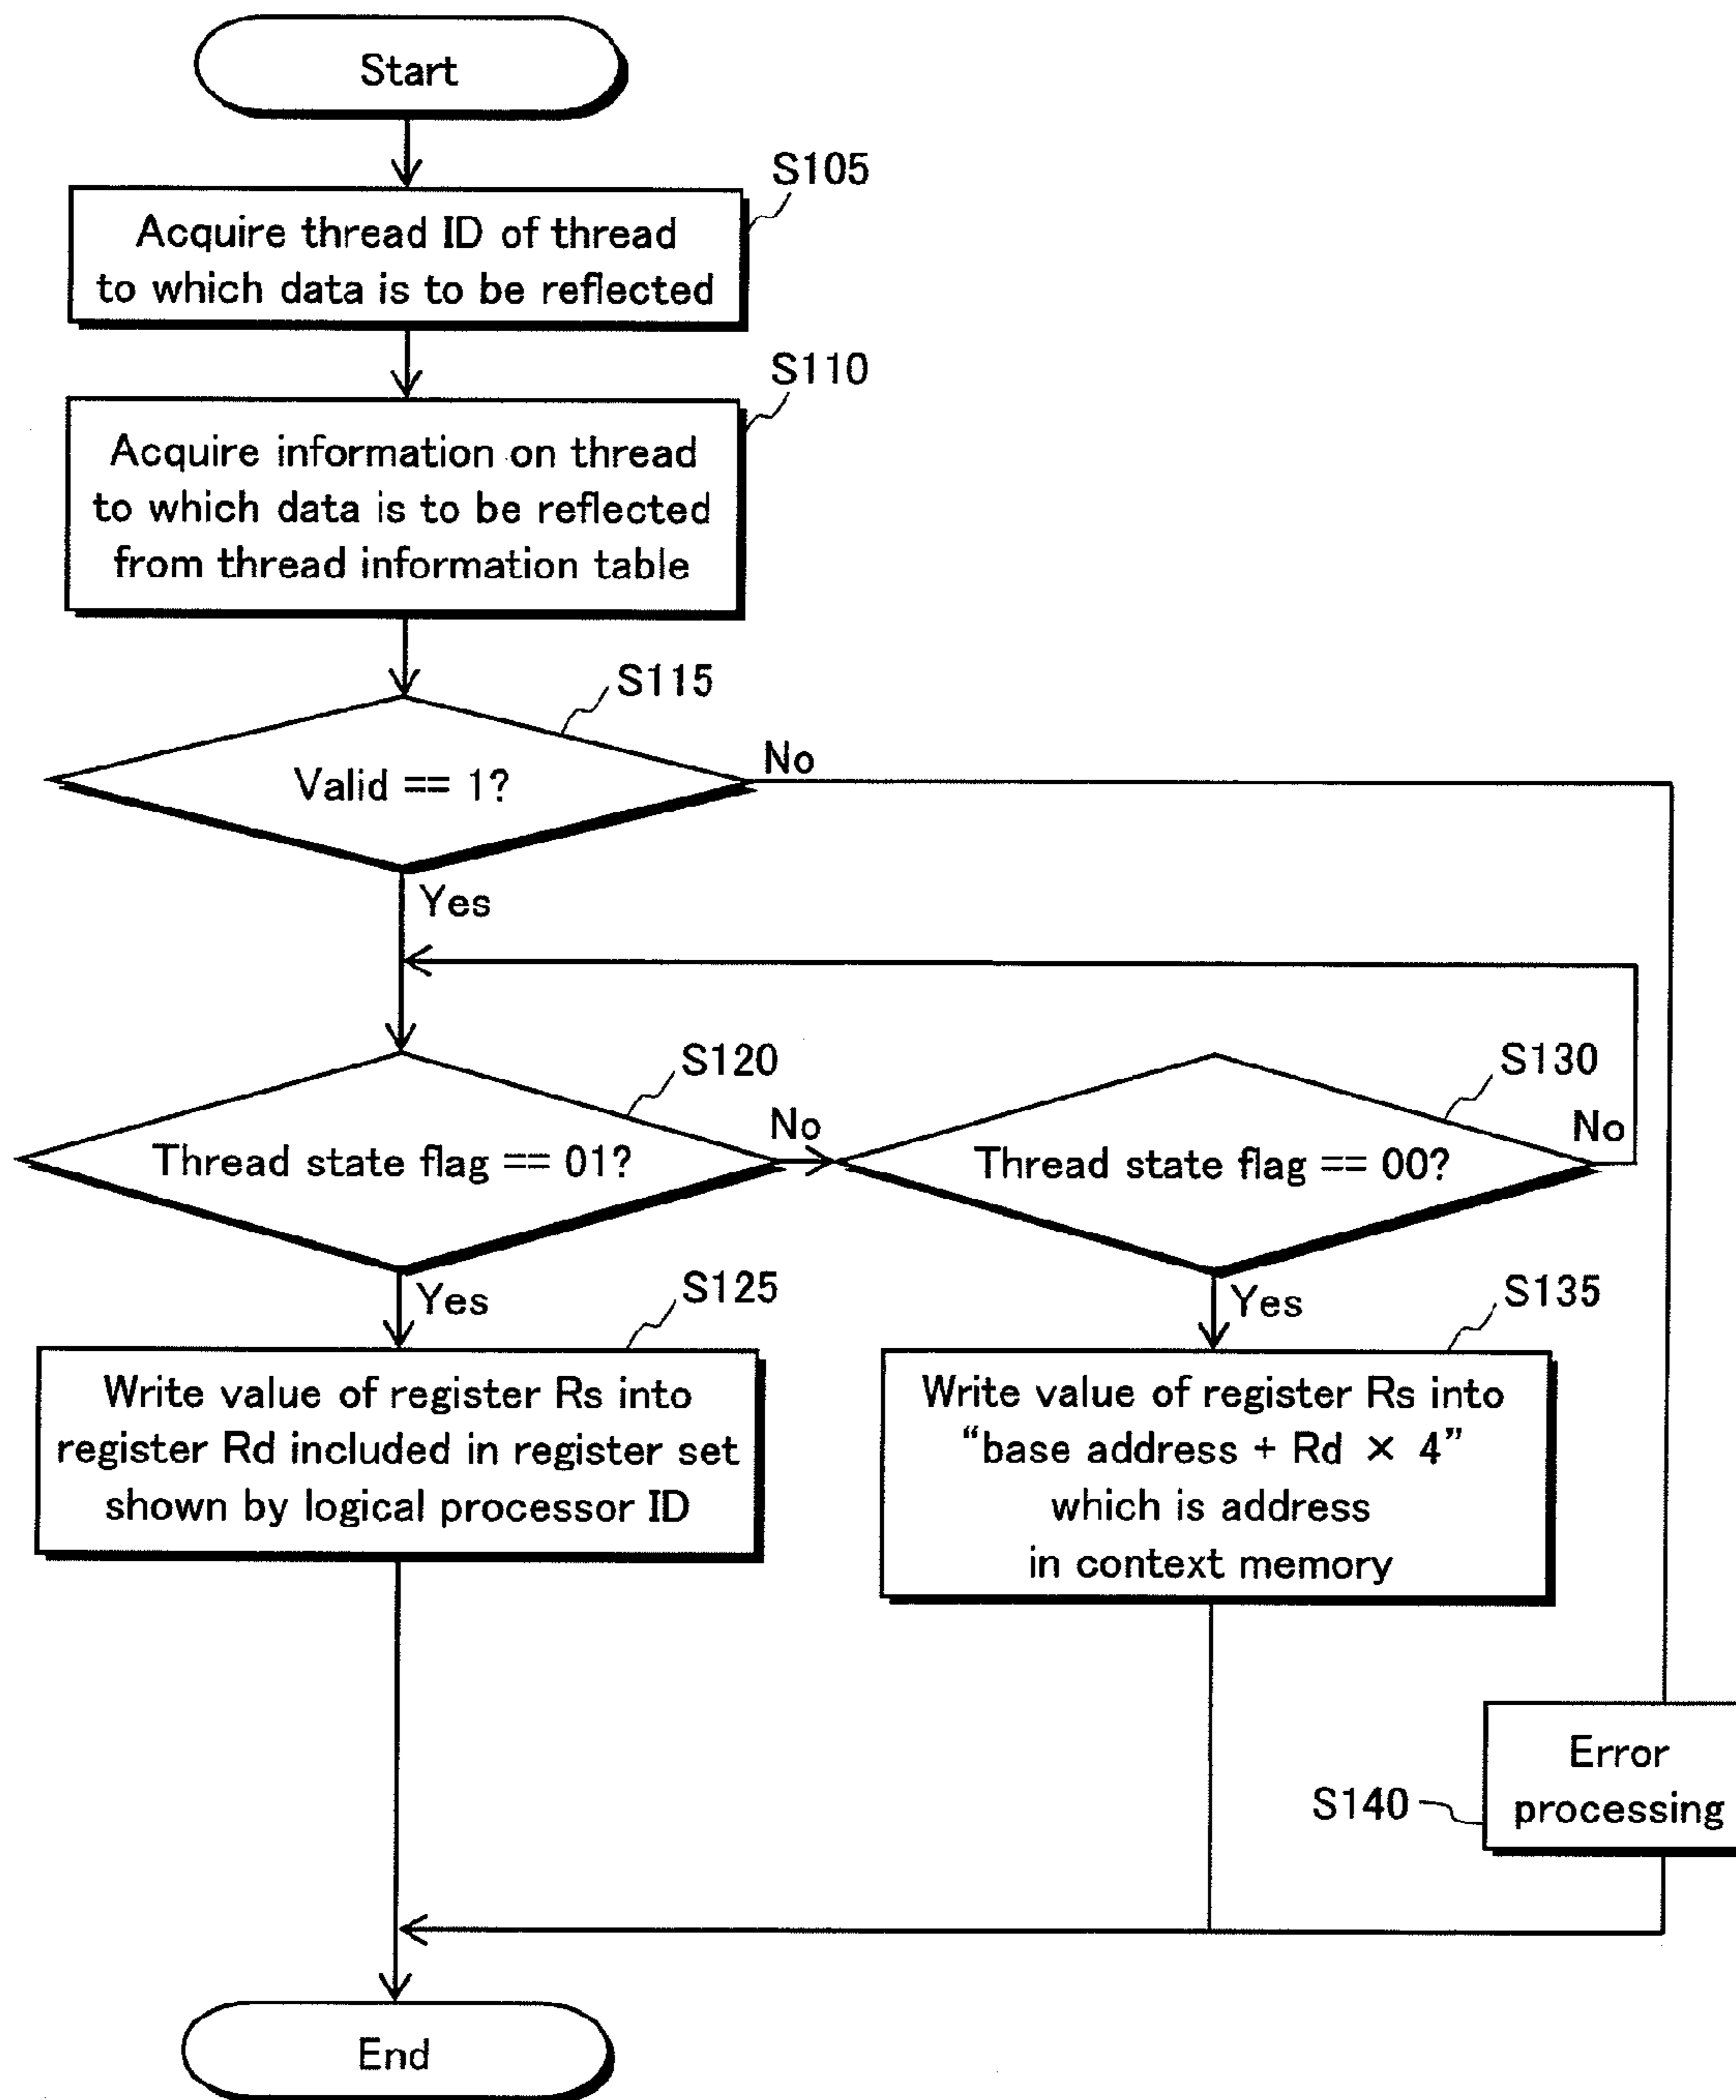 Start
S105
Acquire thread ID of thread
to which data is to be reflected
S110
Acquire information on thread
to which data is to be reflected
from thread information table
S115
Valid == 1?
No
Yes
S120
Thread state flag == 01?
No
S130
Thread state flag == 00?
No
Yes
S125
Write value of register Rs into
register Rd included in register set
shown by logical processor ID
Yes
S135
Write value of register Rs into
“base address + Rd × 4”
which is address
in context memory
Error
processing
S140
End